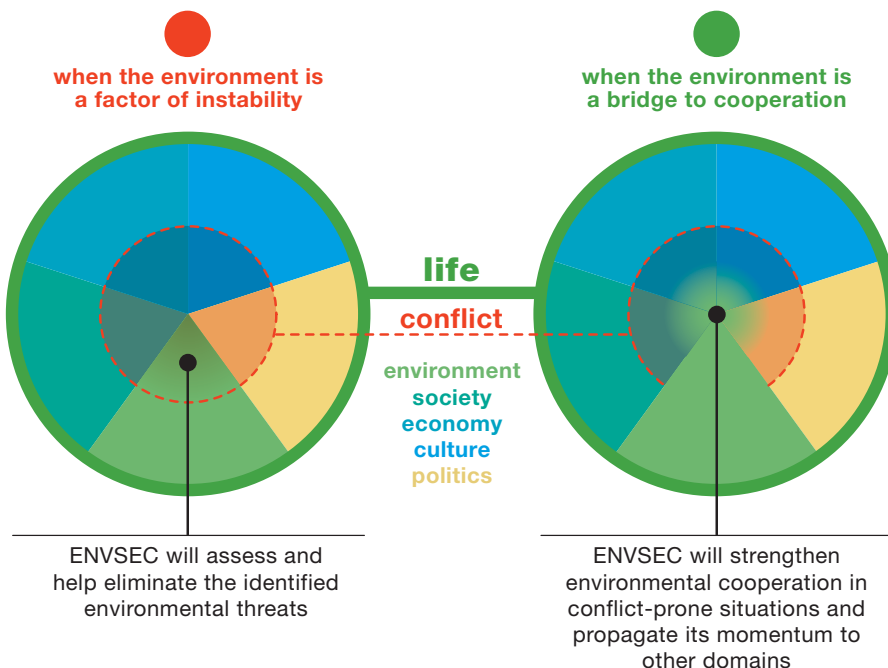 when the environment is
a factor of instability
when the environment is
a bridge to cooperation
life
conflict
environment
society
economy
culture
politics
ENVSEC will assess and
help eliminate the identified
environmental threats
ENVSEC will strengthen
environmental cooperation in
conflict-prone situations and
propagate its momentum to
other domains